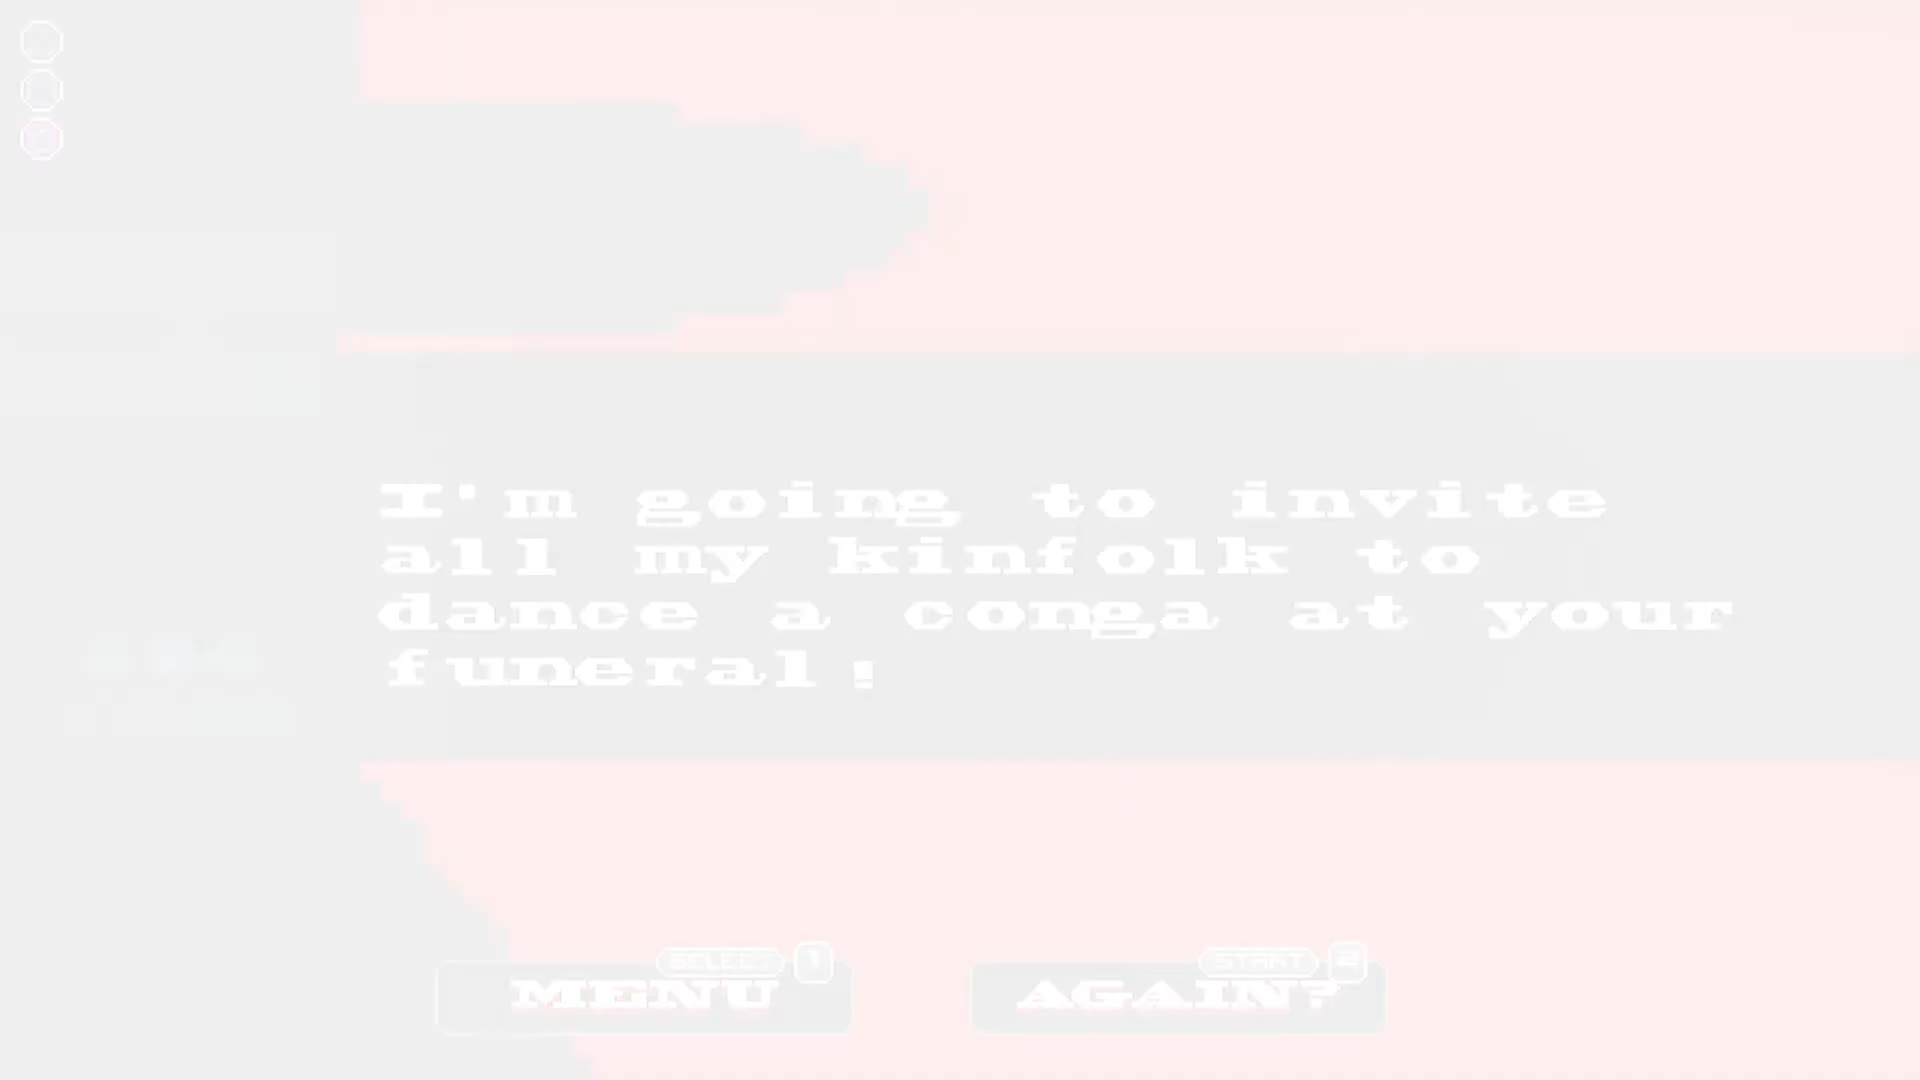 I'm going to invite
all my kinfolk to
dance a conga at your
funeral!
SELECT 1
MENU
START 2
AGAIN?